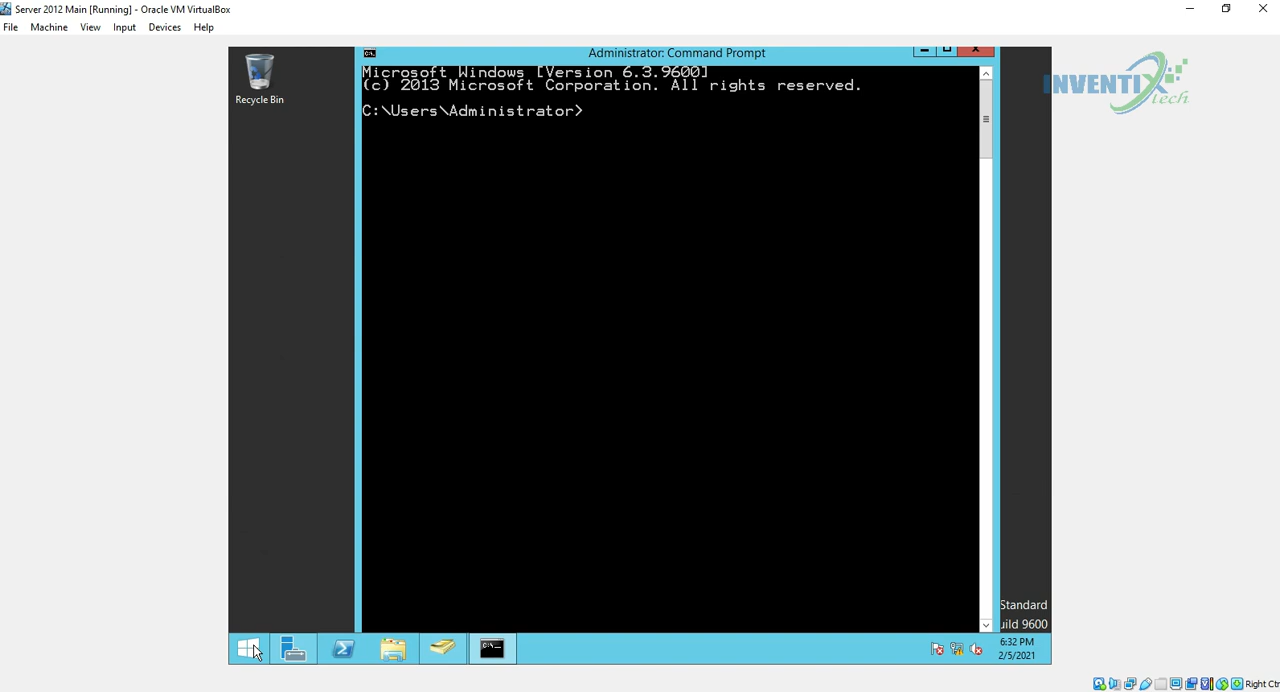 Server 2012 Main [Running] - Oracle VM VirtualBox
File Machine View Input Devices Help
Recycle Bin
Administrator: Command Prompt
Microsoft Windows [Version 6.3.9600]
(c) 2013 Microsoft Corporation. All rights reserved.
C:\Users\Administrator>
INVENTIX
tech
Standard
uild 9600
6:32 PM
2/5/2021
Right Ctr